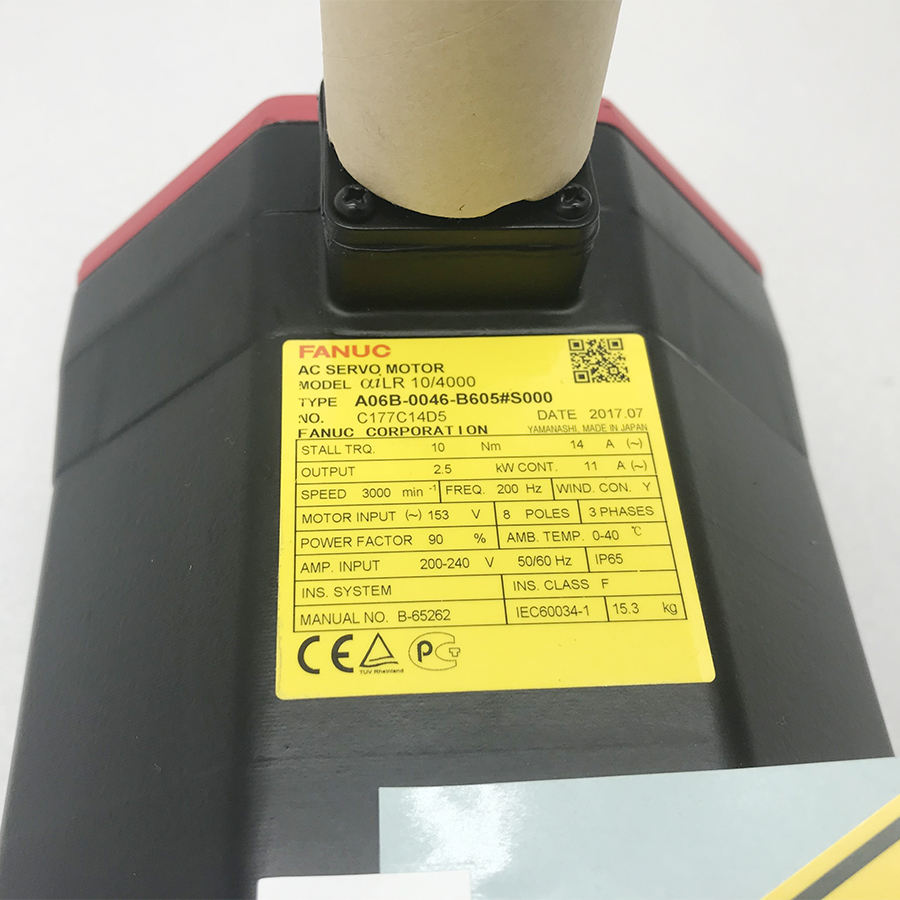 FANUC
AC SERVO MOTOR
MODEL αiLR 10/4000
TYPE A06B-0046-B605#S000
NO. C177C14D5 DATE 2017.07
FANUC CORPORATION YAMANASHI, MADE IN JAPAN
STALL TRQ. 10 Nm 14 A (~)
OUTPUT 2.5 kW CONT. 11 A (~)
SPEED 3000 min⁻¹ FREQ. 200 Hz WIND. CON. Y
MOTOR INPUT (~) 153 V 8 POLES 3 PHASES
POWER FACTOR 90 % AMB. TEMP. 0-40 ℃
AMP. INPUT 200-240 V 50/60 Hz IP65
INS. SYSTEM INS. CLASS F
MANUAL NO. B-65262 IEC60034-1 15.3 kg
CE TUV Rheinland PCT